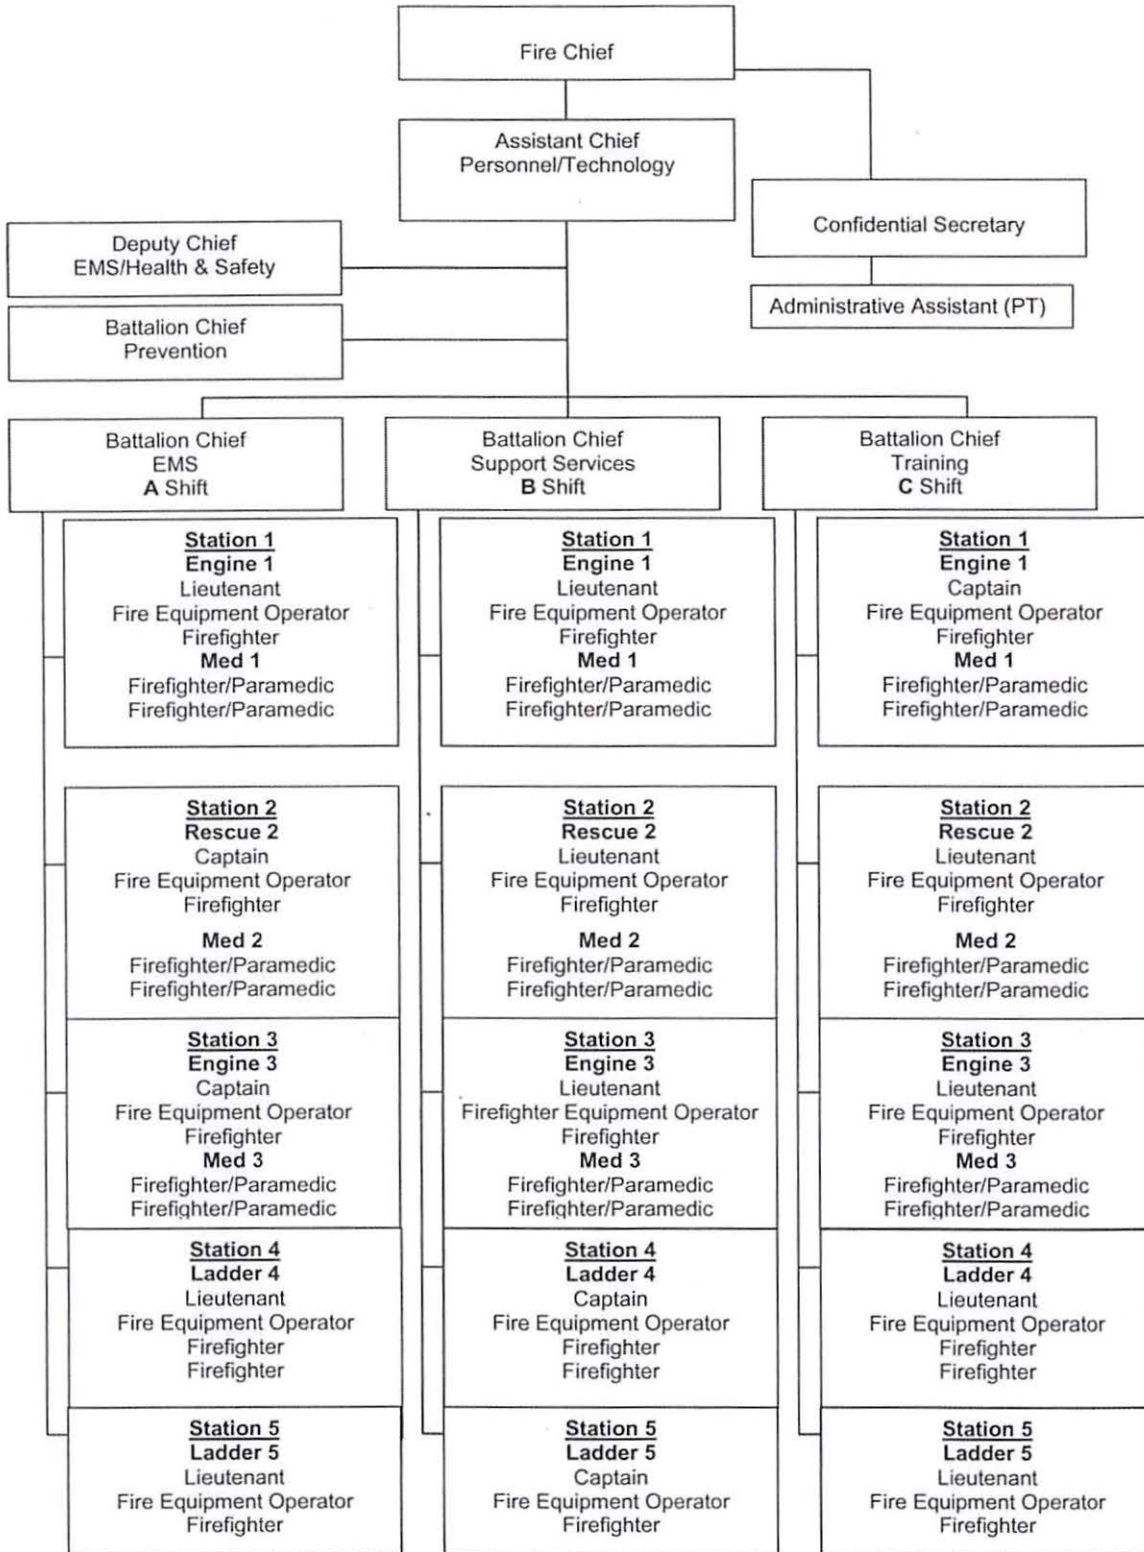 Fire Chief
Assistant Chief
Personnel/Technology
Confidential Secretary
Administrative Assistant (PT)
Deputy Chief
EMS/Health & Safety
Battalion Chief
Prevention
Battalion Chief
EMS
A Shift
Station 1
Engine 1
Lieutenant
Fire Equipment Operator
Firefighter
Med 1
Firefighter/Paramedic
Firefighter/Paramedic
Station 2
Rescue 2
Captain
Fire Equipment Operator
Firefighter
Med 2
Firefighter/Paramedic
Firefighter/Paramedic
Station 3
Engine 3
Captain
Fire Equipment Operator
Firefighter
Med 3
Firefighter/Paramedic
Firefighter/Paramedic
Station 4
Ladder 4
Lieutenant
Fire Equipment Operator
Firefighter
Firefighter
Station 5
Ladder 5
Lieutenant
Fire Equipment Operator
Firefighter
Battalion Chief
Support Services
B Shift
Station 1
Engine 1
Lieutenant
Fire Equipment Operator
Firefighter
Med 1
Firefighter/Paramedic
Firefighter/Paramedic
Station 2
Rescue 2
Lieutenant
Fire Equipment Operator
Firefighter
Med 2
Firefighter/Paramedic
Firefighter/Paramedic
Station 3
Engine 3
Lieutenant
Firefighter Equipment Operator
Firefighter
Med 3
Firefighter/Paramedic
Firefighter/Paramedic
Station 4
Ladder 4
Captain
Fire Equipment Operator
Firefighter
Firefighter
Station 5
Ladder 5
Captain
Fire Equipment Operator
Firefighter
Battalion Chief
Training
C Shift
Station 1
Engine 1
Captain
Fire Equipment Operator
Firefighter
Med 1
Firefighter/Paramedic
Firefighter/Paramedic
Station 2
Rescue 2
Lieutenant
Fire Equipment Operator
Firefighter
Med 2
Firefighter/Paramedic
Firefighter/Paramedic
Station 3
Engine 3
Lieutenant
Fire Equipment Operator
Firefighter
Med 3
Firefighter/Paramedic
Firefighter/Paramedic
Station 4
Ladder 4
Lieutenant
Fire Equipment Operator
Firefighter
Firefighter
Station 5
Ladder 5
Lieutenant
Fire Equipment Operator
Firefighter